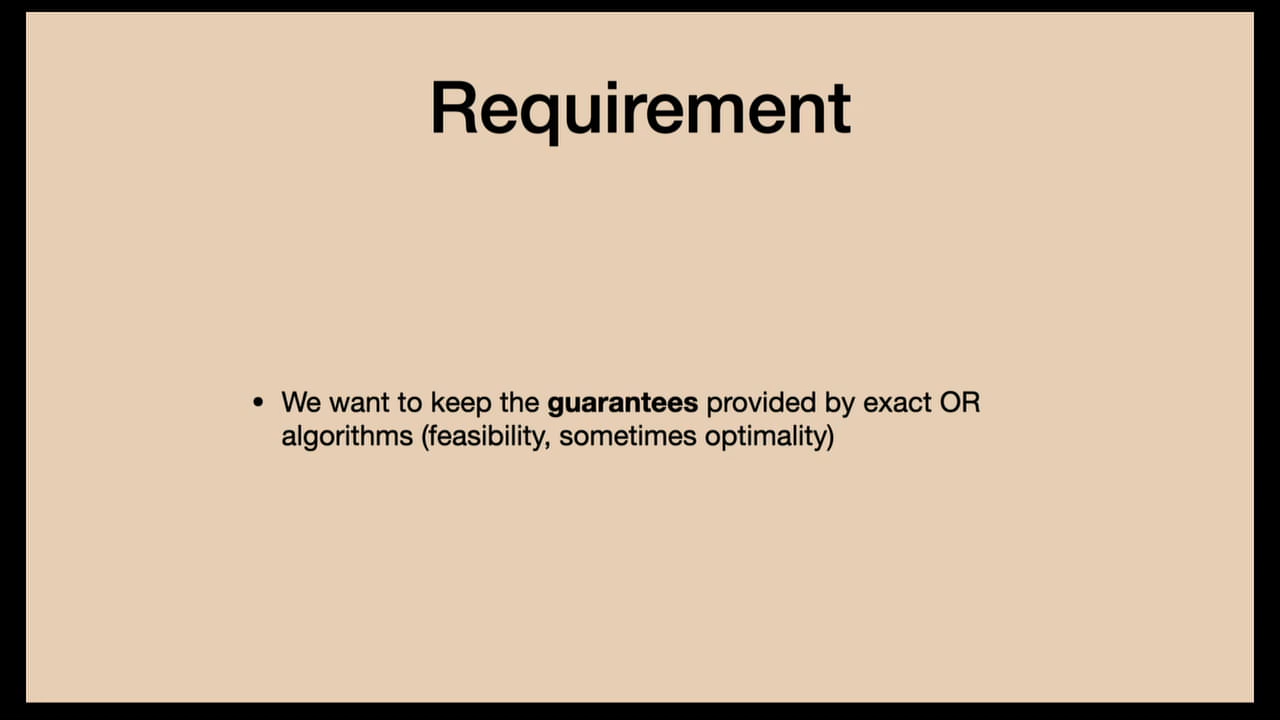 Requirement
• We want to keep the guarantees provided by exact OR
algorithms (feasibility, sometimes optimality)